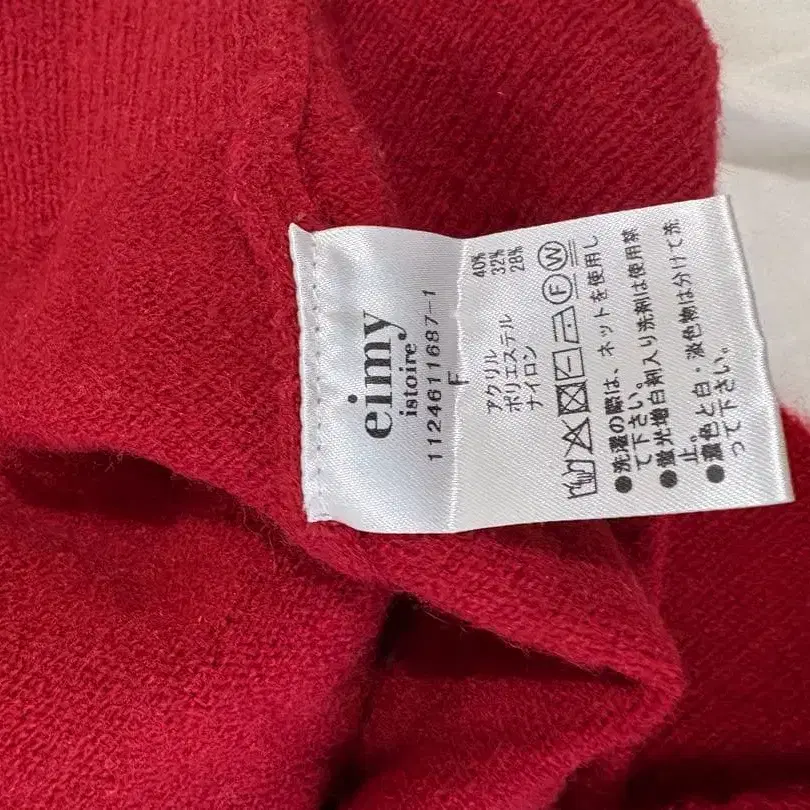 eimy
istoire
1124611687-1
F
アクリル 40%
ポリエステル 32%
ナイロン 28%
F W
●洗濯の際は、ネットを使用し
て下さい。
●蛍光増白剤入り洗剤は使用禁
止。
●濃色と白・淡色物は分けて洗
って下さい。